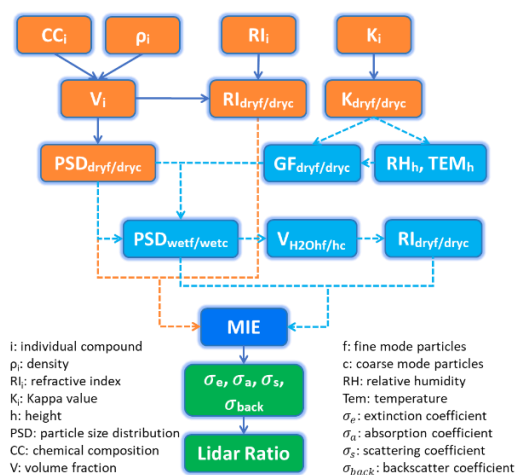 CCi ρi RIi Ki
Vi RIdryf/dryc Kdryf/dryc
PSDdryf/dryc GFdryf/dryc RHh, TEMh
PSDwetf/wetc VH2Ohf/hc RIdryf/dryc
MIE
σe, σa, σs,
σback
Lidar Ratio
i: individual compound
ρi: density
RIi: refractive index
Ki: Kappa value
h: height
PSD: particle size distribution
CC: chemical composition
V: volume fraction
f: fine mode particles
c: coarse mode particles
RH: relative humidity
Tem: temperature
σe: extinction coefficient
σa: absorption coefficient
σs: scattering coefficient
σback: backscatter coefficient